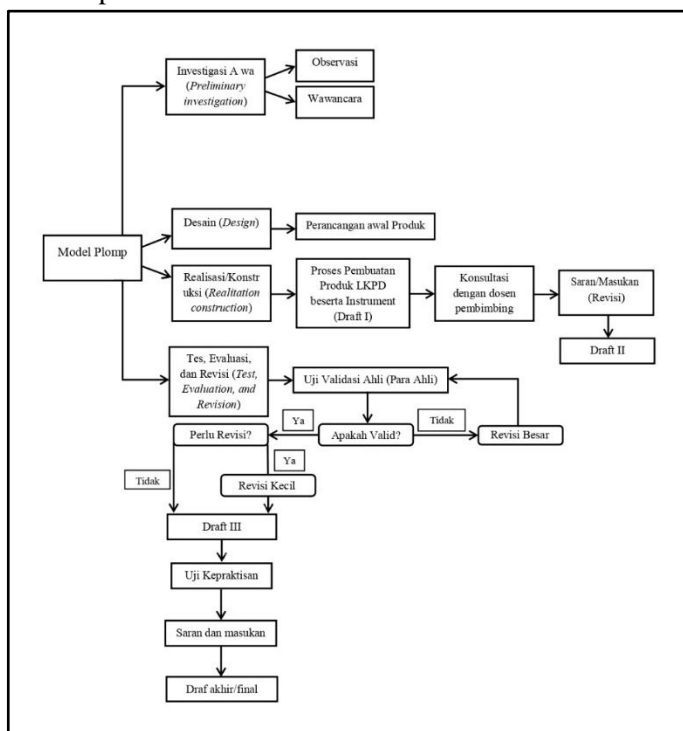 Observasi
Investigasi A wa
(Preliminary
investigation)
Wawancara
Desain (Design)
Perancangan awal Produk
Model Plomp
Realisasi/Konst
ruksi (Realitation
construction)
Proses Pembuatan
Produk LKPD
beserta Instrument
(Draft I)
Konsultasi
dengan dosen
pembimbing
Saran/Masukan
(Revisi)
Draft II
Tes, Evaluasi,
dan Revisi (Test,
Evaluation, and
Revision)
Uji Validasi Ahli (Para Ahli)
Perlu Revisi?
Ya
Apakah Valid?
Tidak
Revisi Besar
Tidak
Ya
Revisi Kecil
Draft III
Uji Kepraktisan
Saran dan masukan
Draf akhir/final